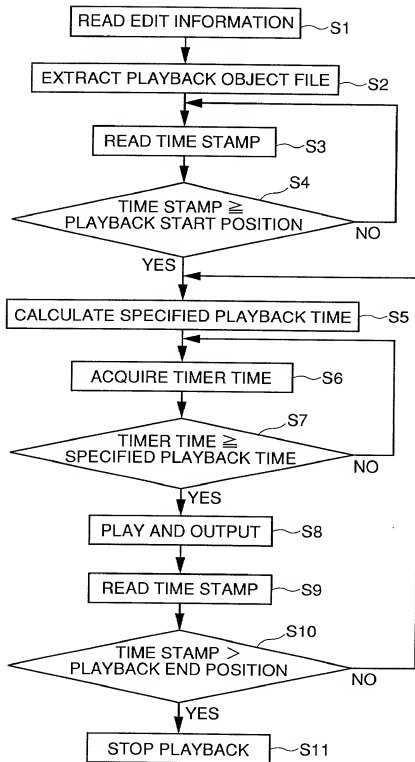 READ EDIT INFORMATION S1
EXTRACT PLAYBACK OBJECT FILE S2
READ TIME STAMP S3
S4
TIME STAMP ≧
PLAYBACK START POSITION
NO
YES
CALCULATE SPECIFIED PLAYBACK TIME S5
ACQUIRE TIMER TIME S6
S7
TIMER TIME ≧
SPECIFIED PLAYBACK TIME
NO
YES
PLAY AND OUTPUT S8
READ TIME STAMP S9
S10
TIME STAMP >
PLAYBACK END POSITION
NO
YES
STOP PLAYBACK S11